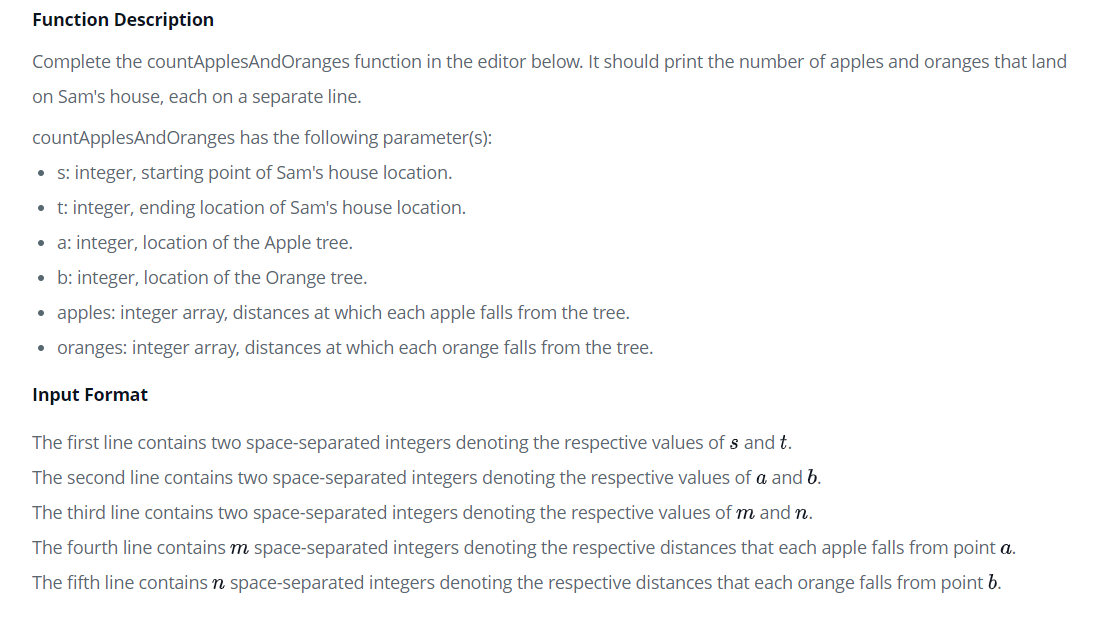 Function Description
Complete the countApplesAndOranges function in the editor below. It should print the number of apples and oranges that land
on Sam's house, each on a separate line.
countApplesAndOranges has the following parameter(s):
• s: integer, starting point of Sam's house location.
• t: integer, ending location of Sam's house location.
• a: integer, location of the Apple tree.
• b: integer, location of the Orange tree.
• apples: integer array, distances at which each apple falls from the tree.
• oranges: integer array, distances at which each orange falls from the tree.
Input Format
The first line contains two space-separated integers denoting the respective values of s and t.
The second line contains two space-separated integers denoting the respective values of a and b.
The third line contains two space-separated integers denoting the respective values of m and n.
The fourth line contains m space-separated integers denoting the respective distances that each apple falls from point a.
The fifth line contains n space-separated integers denoting the respective distances that each orange falls from point b.